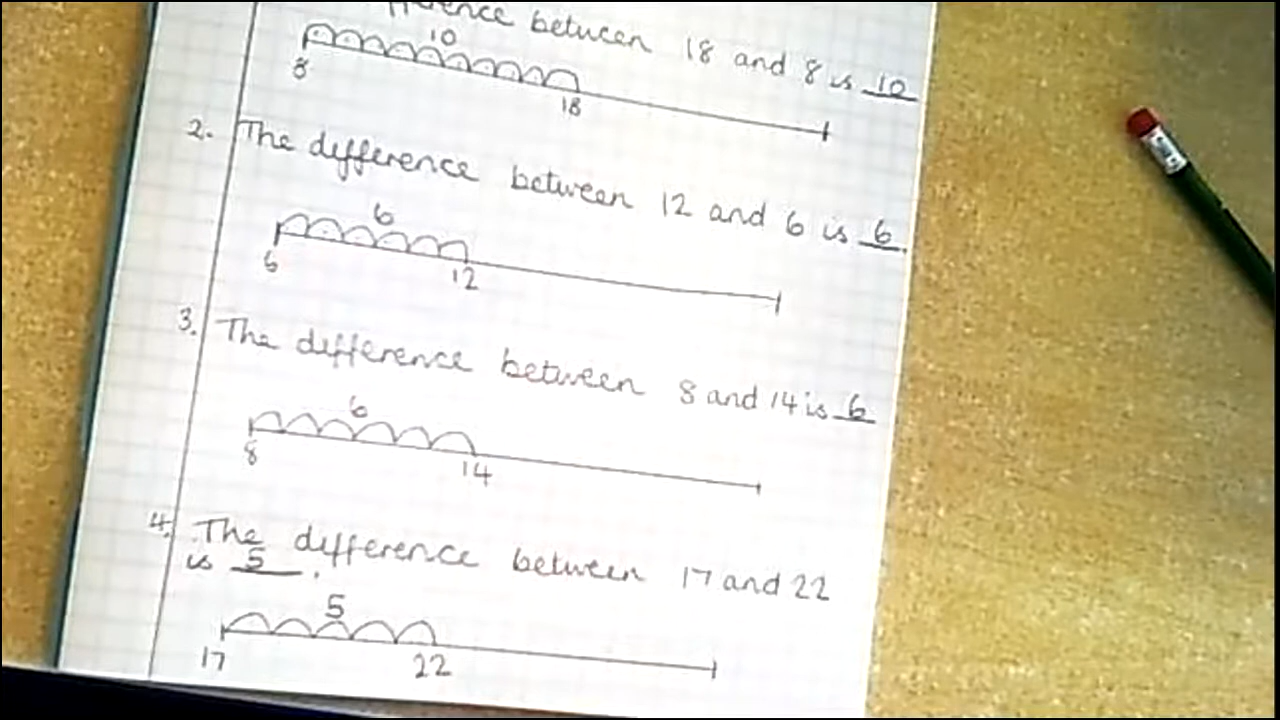 between 18 and 8 is 10
10
8
18
2. The difference between 12 and 6 is 6.
6
6
12
3. The difference between 8 and 14 is 6
6
8
14
4. The difference between 17 and 22
is 5.
5
17
22